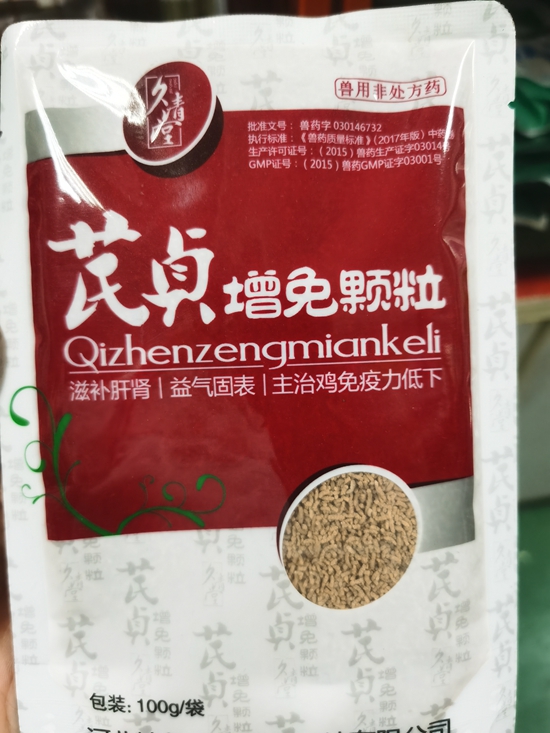 久清堂
兽用非处方药
批准文号：兽药字 030146732
执行标准：《兽药质量标准》（2017年版）中药
生产许可证号：（2015）兽药生产证字03014
GMP证号：（2015）兽药GMP证字03001号
芪贞增免颗粒
Qizhenzengmiankeli
滋补肝肾｜益气固表｜主治鸡免疫力低下
包装：100g/袋
有限公司